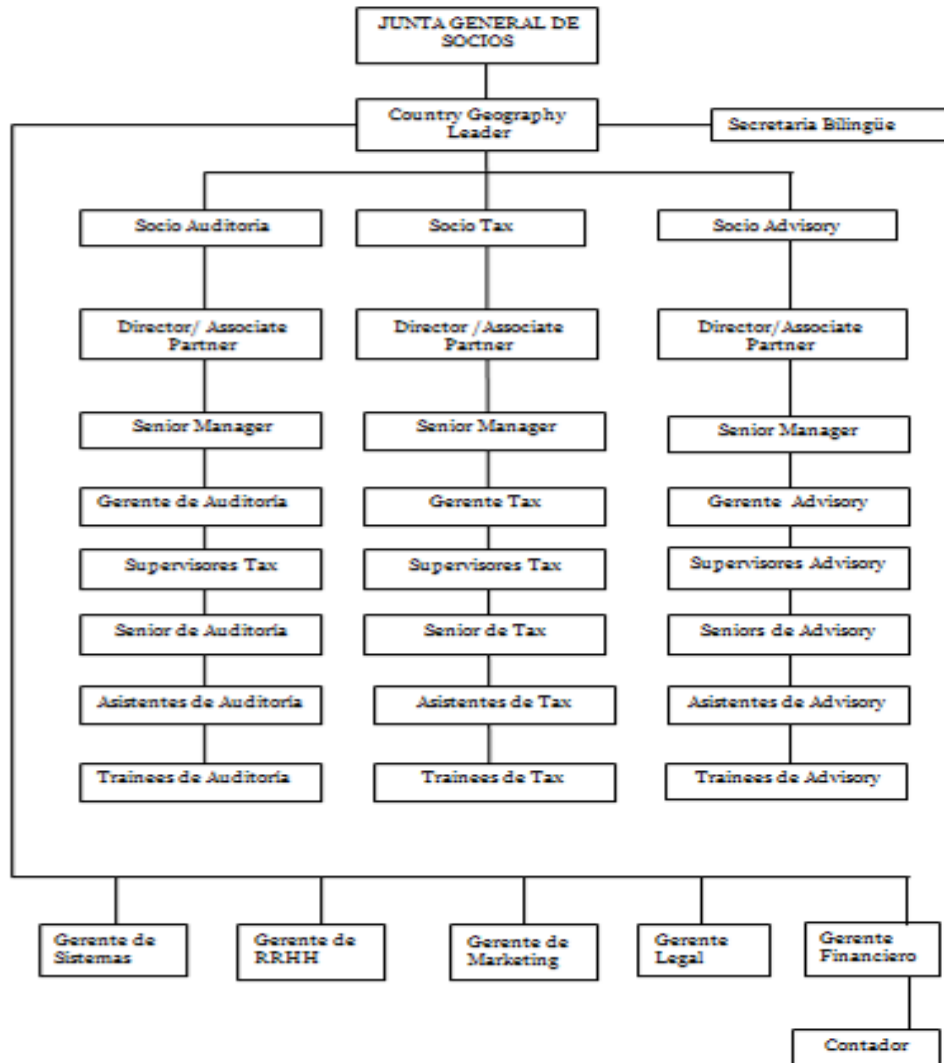 JUNTA GENERAL DE
SOCIOS
Country Geography
Leader
Secretaria Bilingüe
Socio Auditoria
Socio Tax
Socio Advisory
Director/ Associate
Partner
Director /Associate
Partner
Director/Associate
Partner
Senior Manager
Senior Manager
Senior Manager
Gerente de Auditoría
Gerente Tax
Gerente Advisory
Supervisores Tax
Supervisores Tax
Supervisores Advisory
Senior de Auditoría
Senior de Tax
Seniors de Advisory
Asistentes de Auditoría
Asistentes de Tax
Asistentes de Advisory
Trainees de Auditoría
Trainees de Tax
Trainees de Advisory
Gerente de
Sistemas
Gerente de
RRHH
Gerente de
Marketing
Gerente
Legal
Gerente
Financiero
Contador